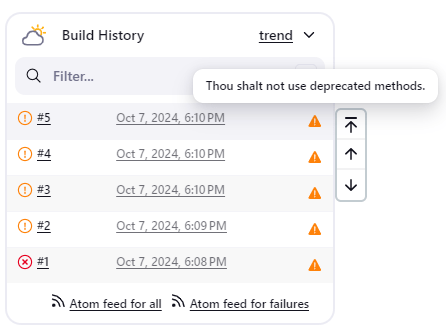 Build History trend
Filter...
Thou shalt not use deprecated methods.
#5 Oct 7, 2024, 6:10 PM
#4 Oct 7, 2024, 6:10 PM
#3 Oct 7, 2024, 6:10 PM
#2 Oct 7, 2024, 6:09 PM
#1 Oct 7, 2024, 6:08 PM
Atom feed for all Atom feed for failures